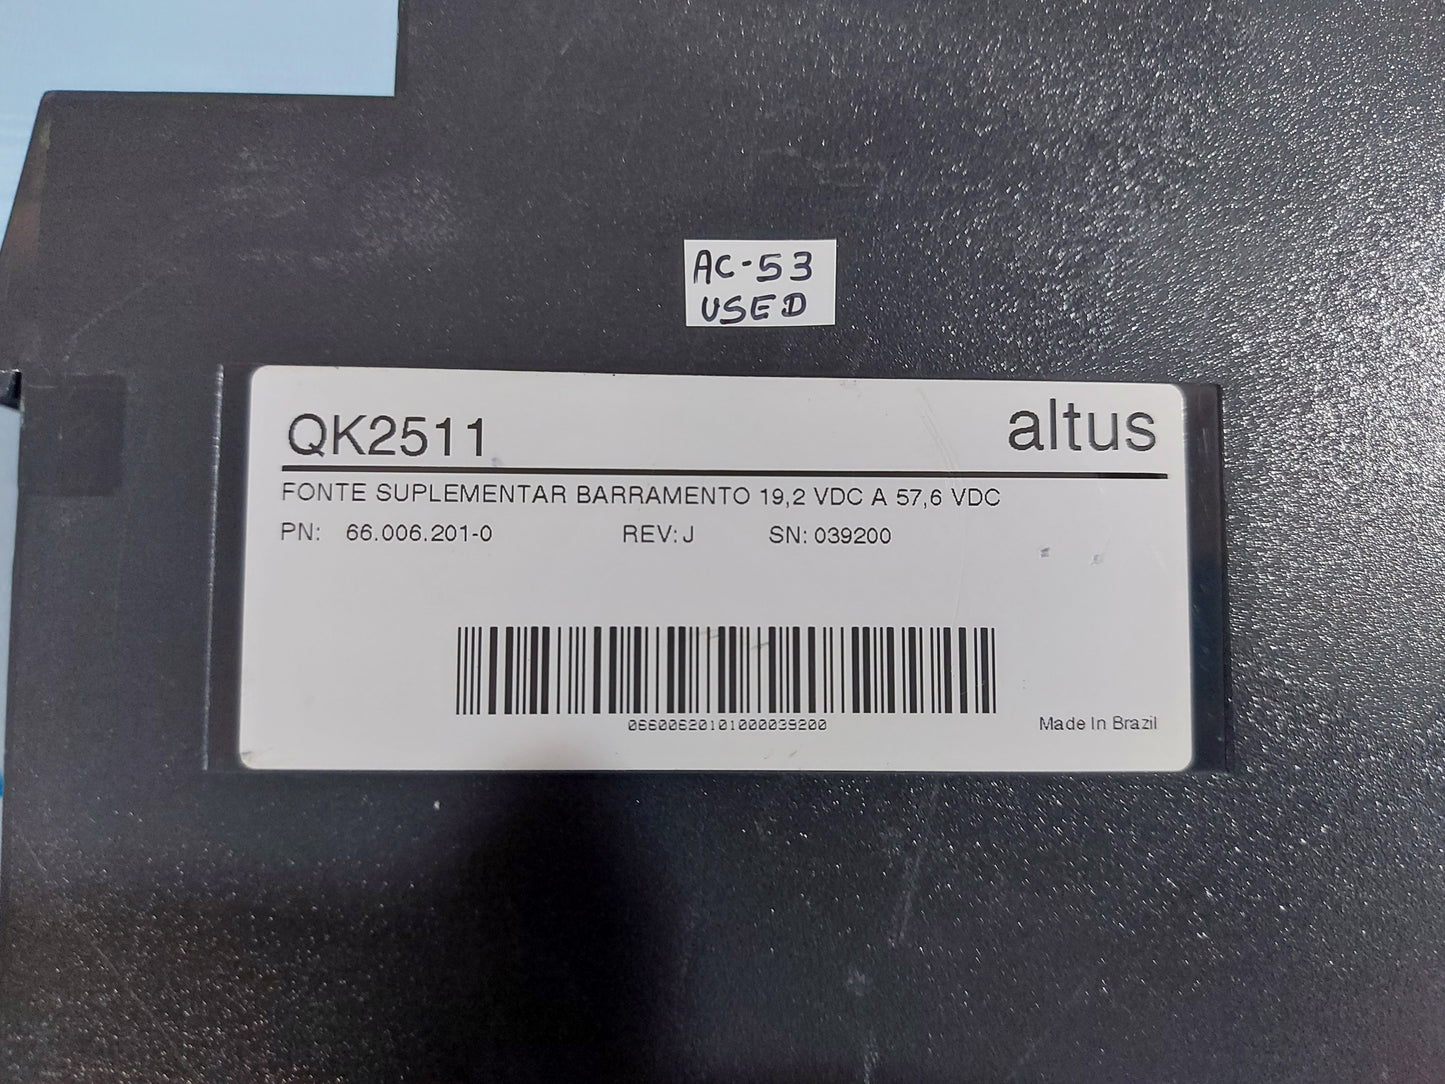 AC-53
USED
QK2511
altus
FONTE SUPLEMENTAR BARRAMENTO 19,2 VDC A 57,6 VDC
PN: 66.006.201-0 REV: J SN: 039200
06600620101000039200
Made In Brazil